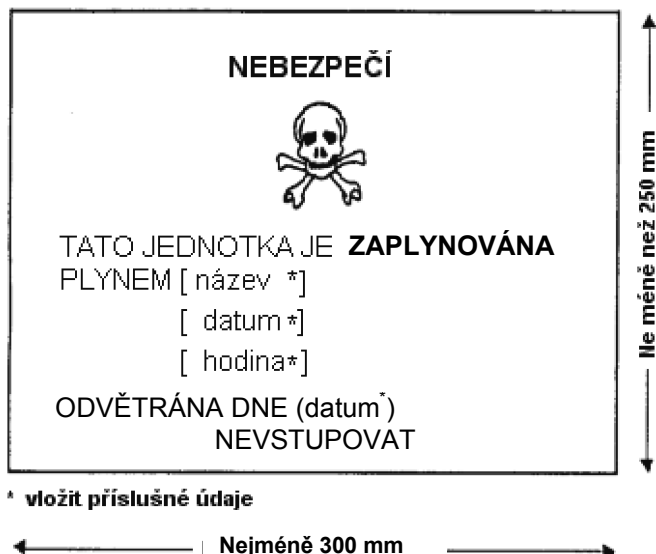 NEBEZPEČÍ
TATO JEDNOTKA JE ZAPLYNOVÁNA
PLYNEM [ název *]
[ datum *]
[ hodina*]
ODVĚTRÁNA DNE (datum*)
NEVSTUPOVAT
Ne méně než 250 mm
* vložit příslušné údaje
Nejméně 300 mm